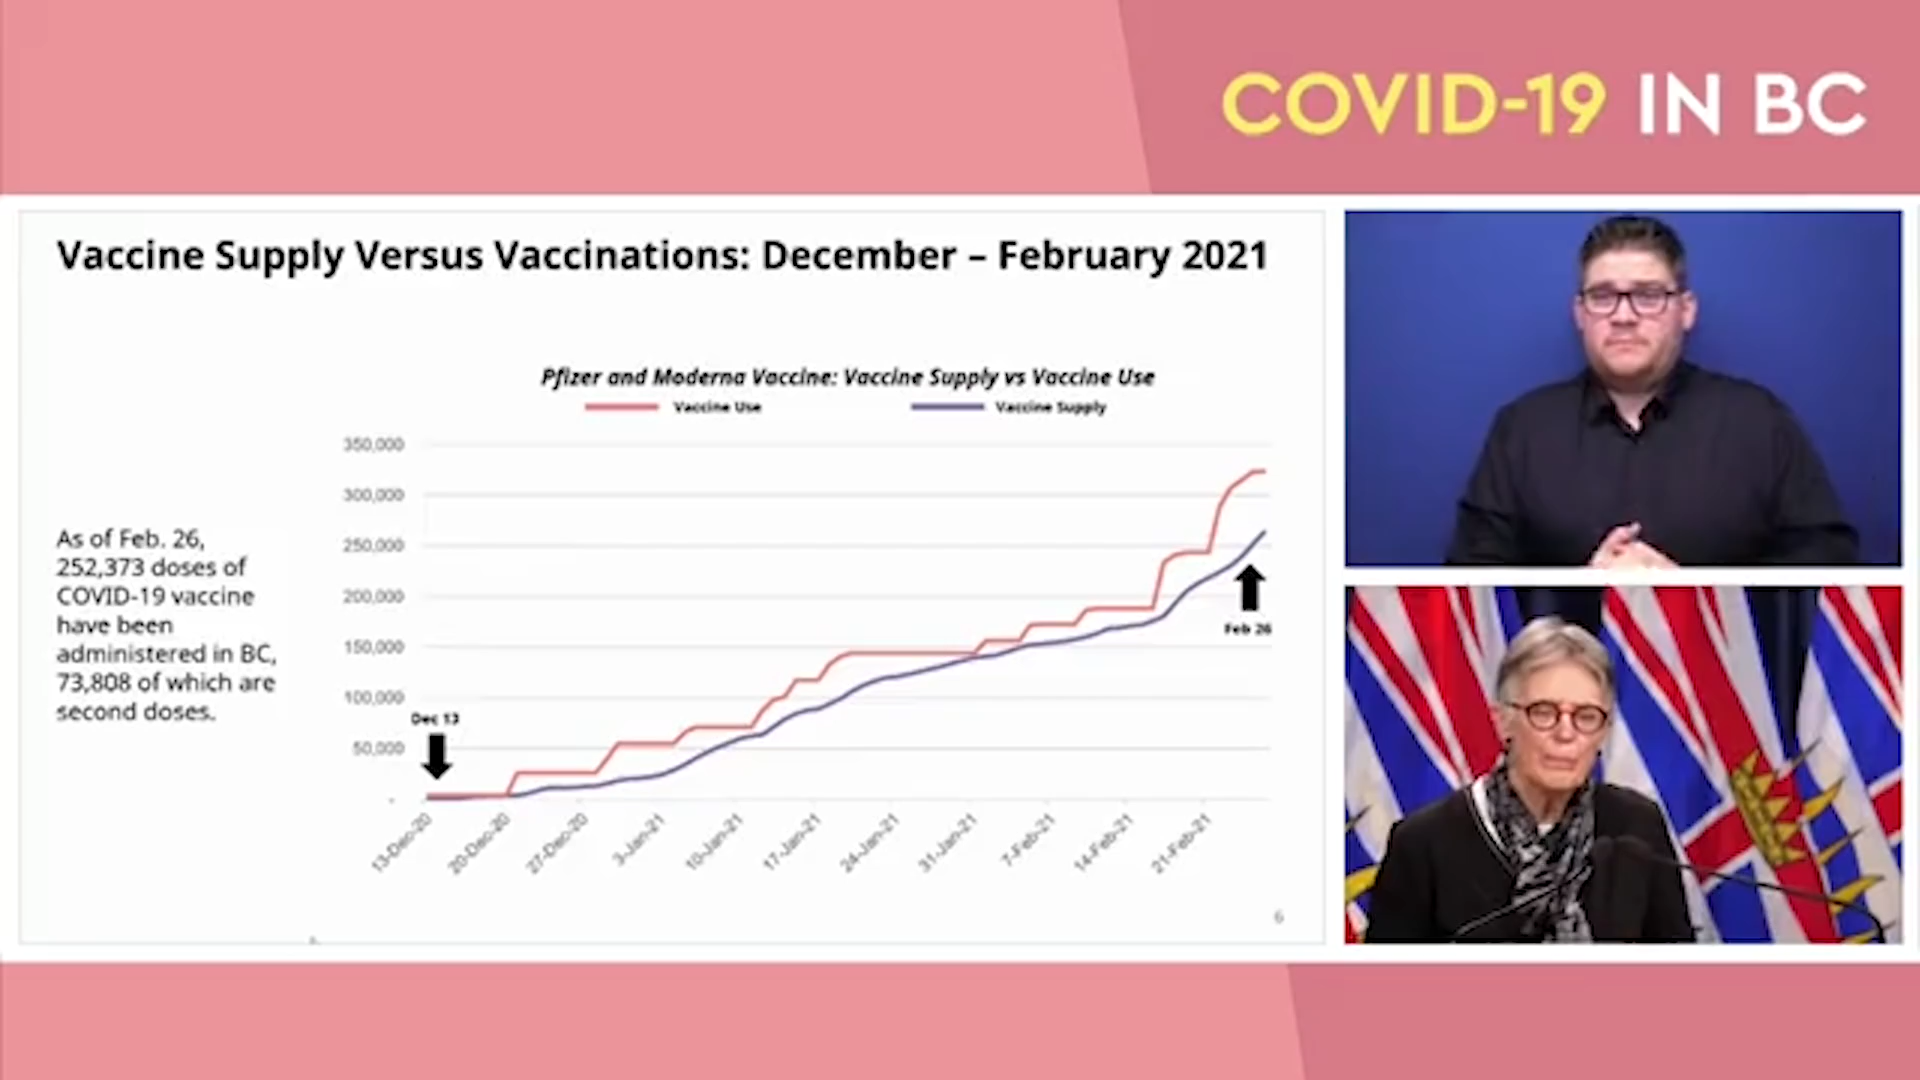 COVID-19 IN BC
Vaccine Supply Versus Vaccinations: December – February 2021
Pfizer and Moderna Vaccine: Vaccine Supply vs Vaccine Use
Vaccine Use
Vaccine Supply
350,000
300,000
250,000
200,000
150,000
100,000
50,000
-
As of Feb. 26,
252,373 doses of
COVID-19 vaccine
have been
administered in BC,
73,808 of which are
second doses.
Dec 13
Feb 26
13-Dec-20
20-Dec-20
27-Dec-20
3-Jan-21
10-Jan-21
17-Jan-21
24-Jan-21
31-Jan-21
7-Feb-21
14-Feb-21
21-Feb-21
6